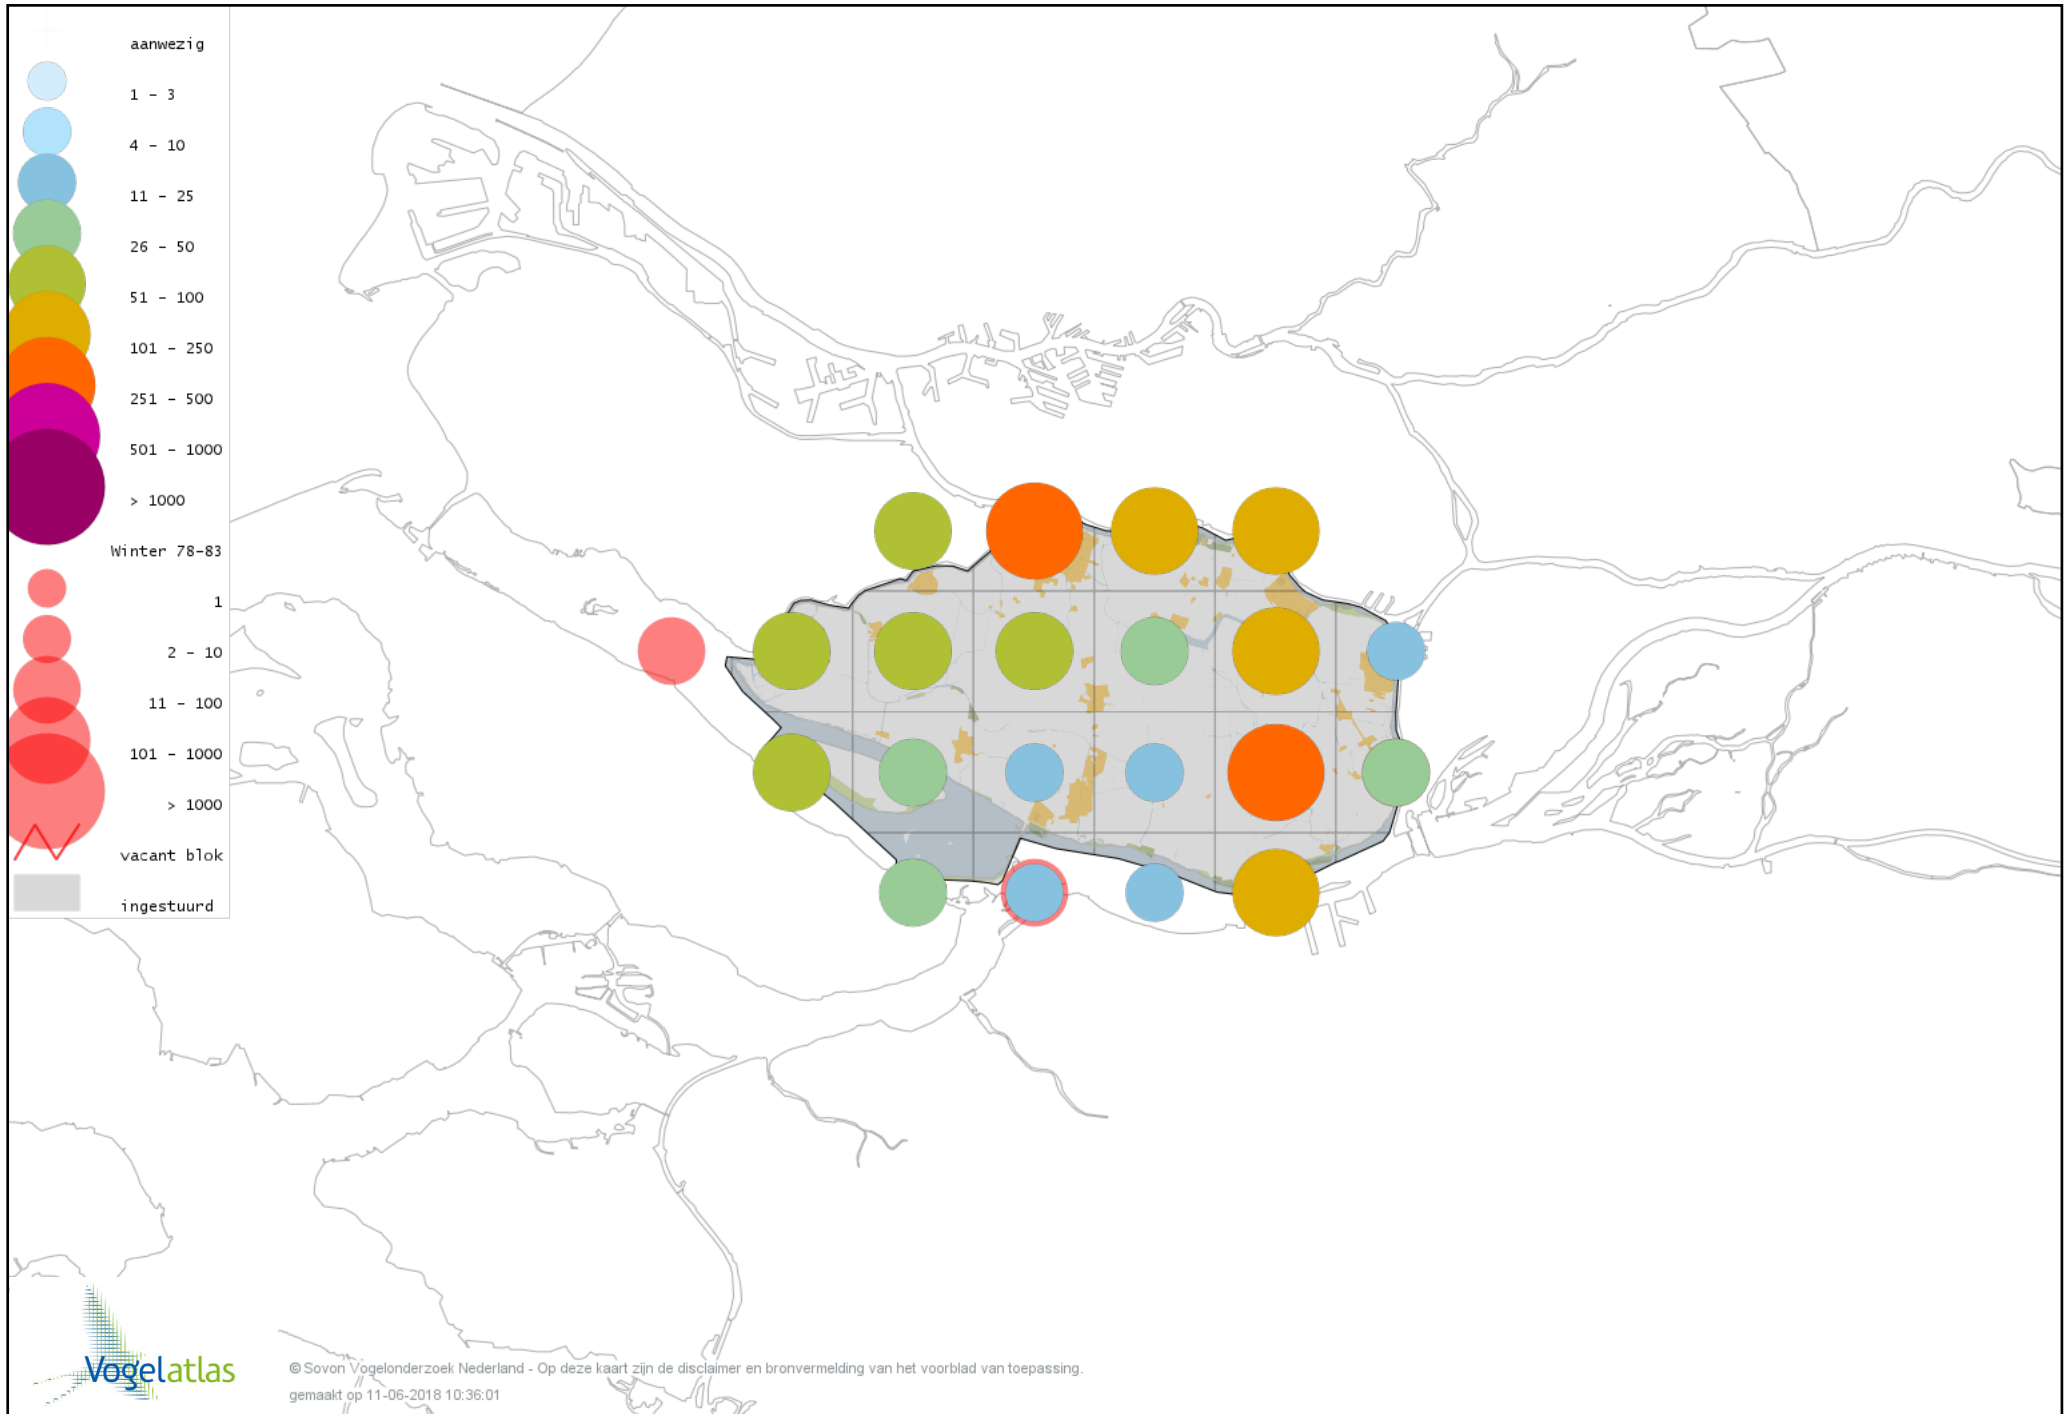 aanwezig
1 - 3
4 - 10
11 - 25
26 - 50
51 - 100
101 - 250
251 - 500
501 - 1000
> 1000
Winter 78-83
1
2 - 10
11 - 100
101 - 1000
> 1000
vacant blok
ingestuurd
Vogelatlas
© Sovon Vogelonderzoek Nederland - Op deze kaart zijn de disclaimer en bronvermelding van het voorblad van toepassing.
gemaakt op 11-06-2018 10:36:01